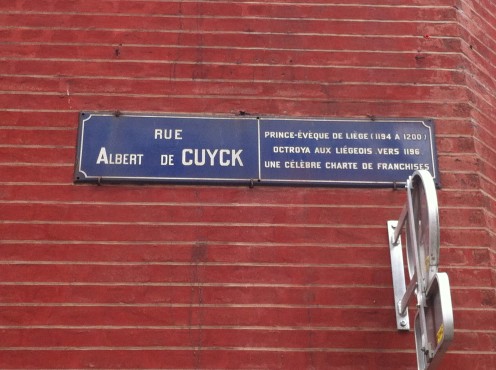 RUE
ALBERT DE CUYCK
PRINCE-ÉVÈQUE DE LIÈGE (1194 A 1200)
OCTROYA AUX LIÉGEOIS, VERS 1196
UNE CÉLÈBRE CHARTE DE FRANCHISES